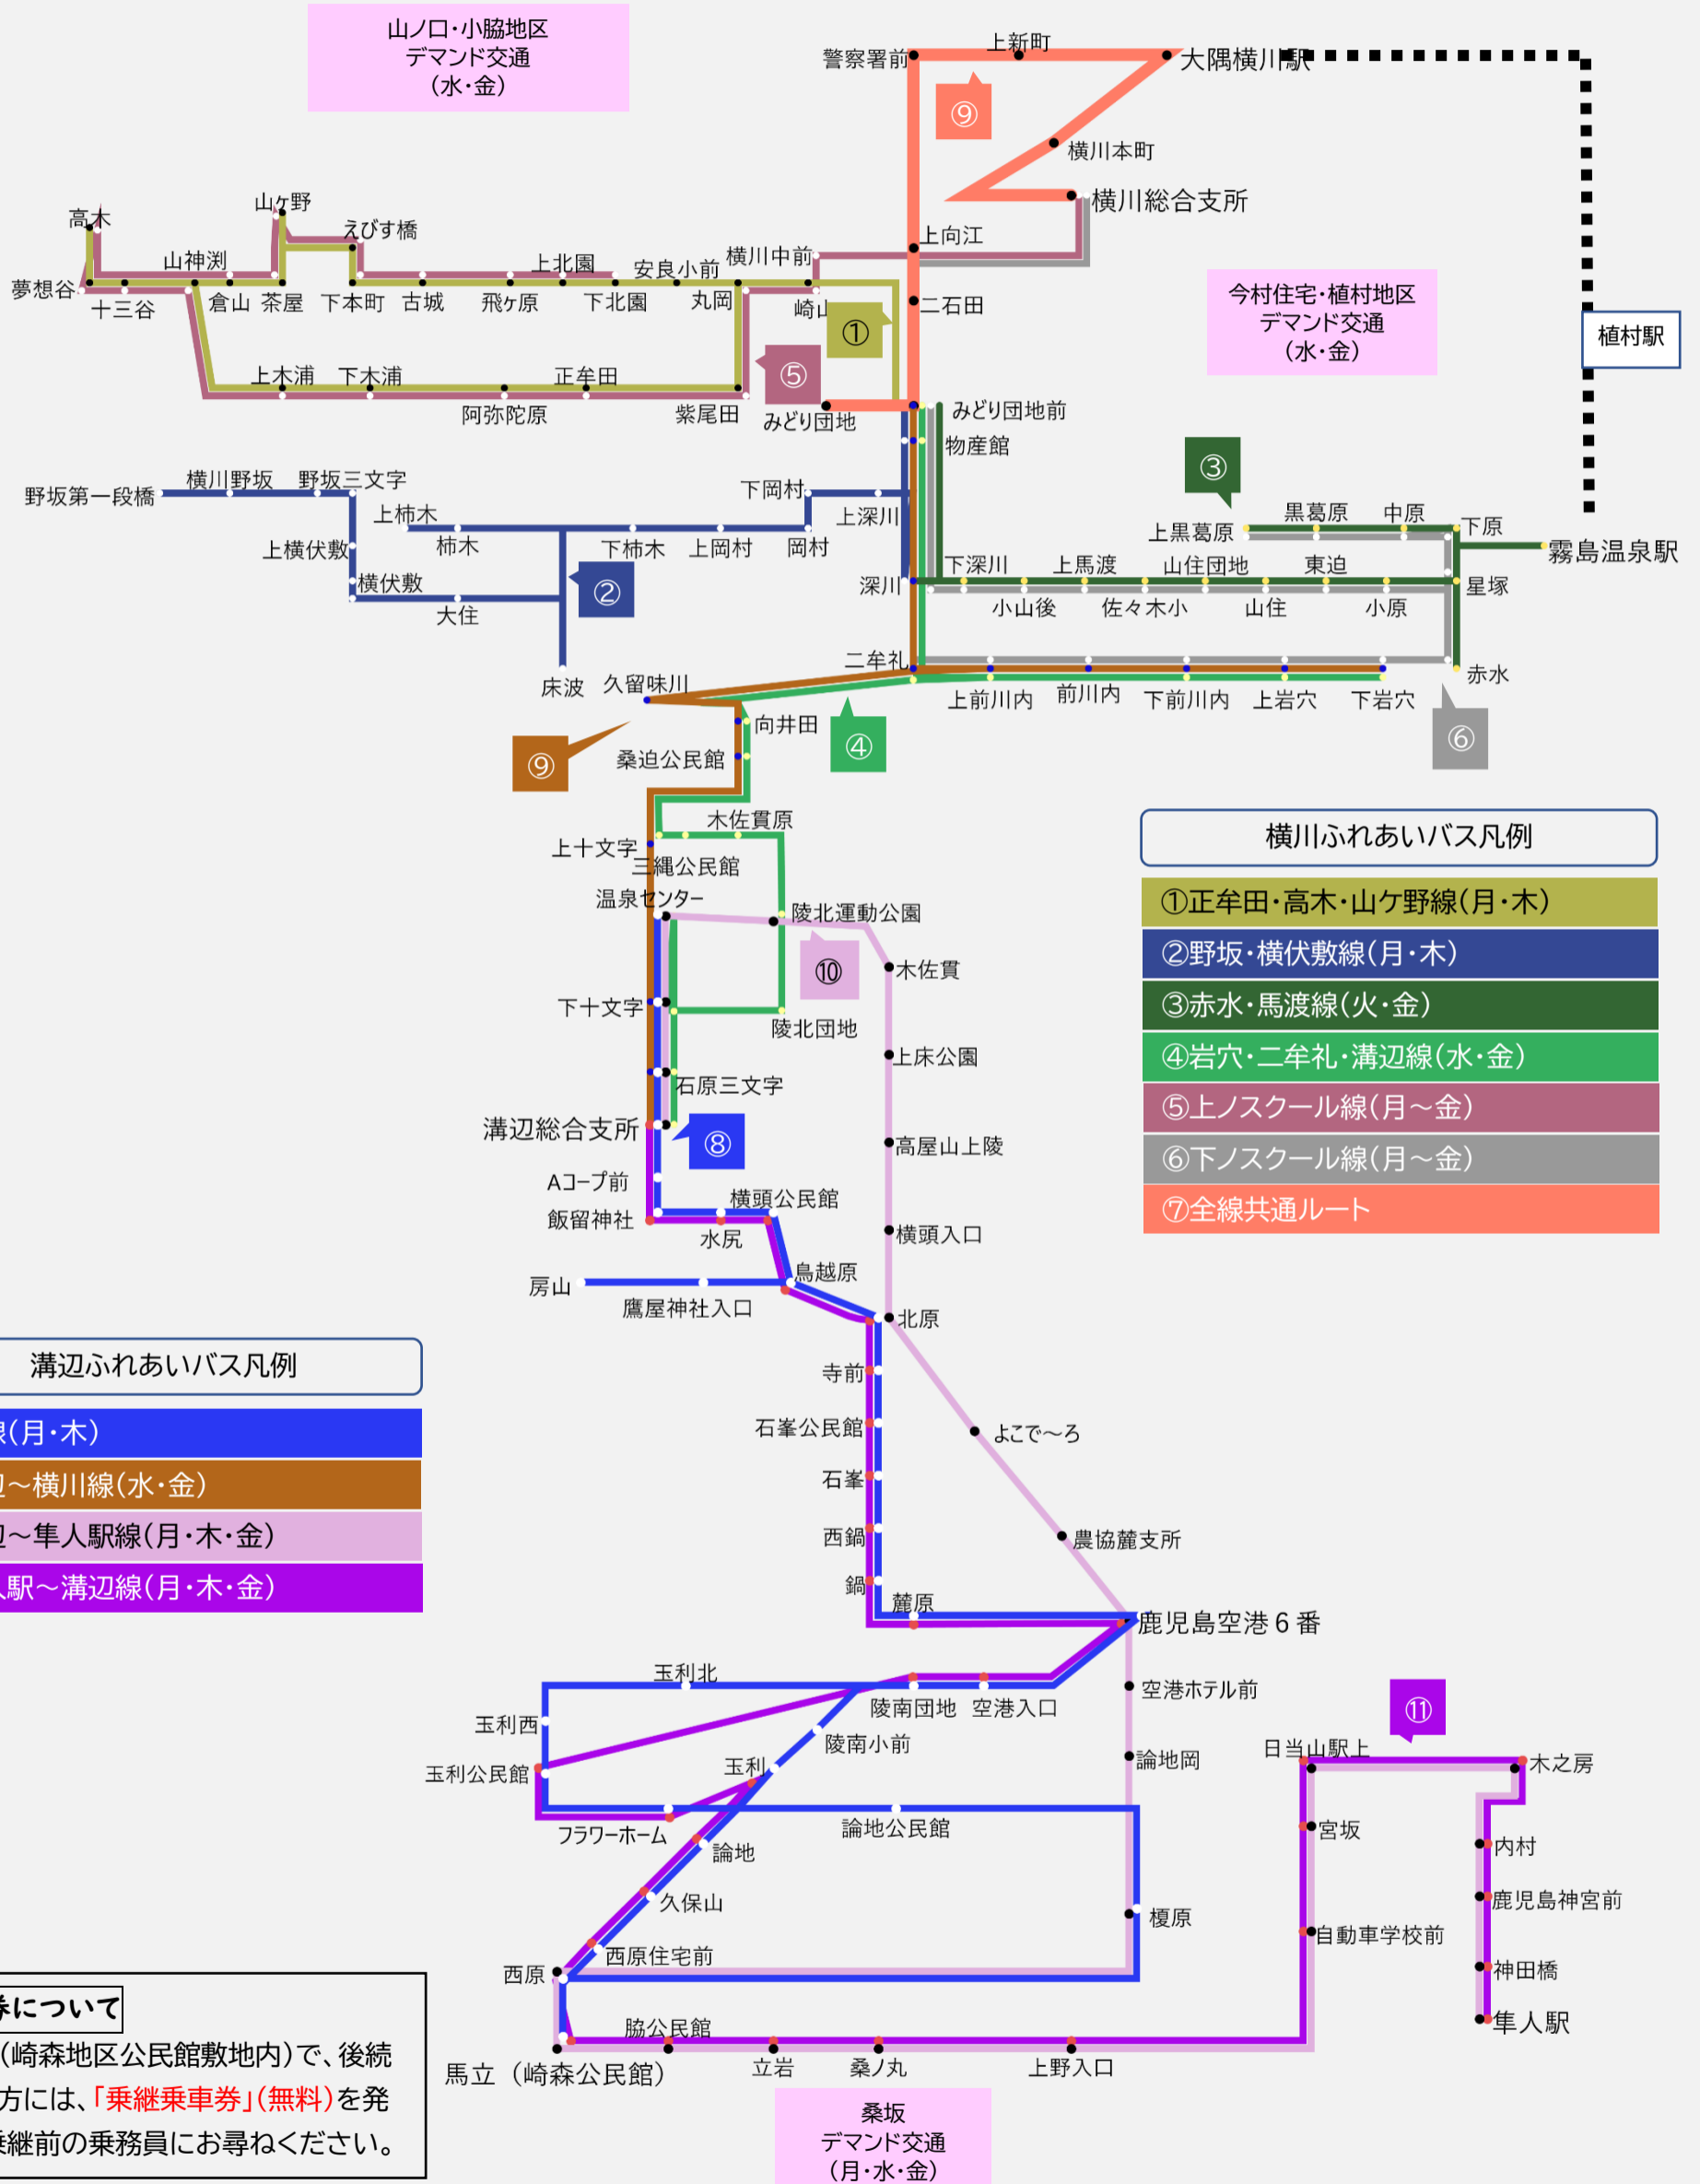 山ノ口・小脇地区
デマンド交通
（水・金）
警察署前
上新町
大隅横川駅
⑨
横川本町
横川総合支所
高木
山ヶ野
えびす橋
上向江
横川中前
山神渕
上北園
安良小前
夢想谷
十三谷
倉山
茶屋
下本町
古城
飛ヶ原
下北園
丸岡
崎山
①
二石田
今村住宅・植村地区
デマンド交通
（水・金）
植村駅
上木浦
下木浦
正牟田
⑤
阿弥陀原
紫尾田
みどり団地
みどり団地前
物産館
③
野坂第一段橋
横川野坂
野坂三文字
下岡村
上深川
上柿木
柿木
下柿木
上岡村
岡村
上横伏敷
横伏敷
大住
②
床波
上黒葛原
黒葛原
中原
下原
霧島温泉駅
深川
下深川
上馬渡
山住団地
東迫
星塚
小山後
佐々木小
山住
小原
二牟礼
赤水
久留味川
上前川内
前川内
下前川内
上岩穴
下岩穴
向井田
④
⑥
⑨
桑迫公民館
木佐貫原
上十文字
三縄公民館
温泉センター
陵北運動公園
⑩
木佐貫
下十文字
陵北団地
上床公園
石原三文字
溝辺総合支所
⑧
高屋山上陵
横川ふれあいバス凡例
①正牟田・高木・山ケ野線（月・木）
②野坂・横伏敷線（月・木）
③赤水・馬渡線（火・金）
④岩穴・二牟礼・溝辺線（水・金）
⑤上ノスクール線（月～金）
⑥下ノスクール線（月～金）
⑦全線共通ルート
Aコープ前
飯留神社
横頭公民館
水尻
横頭入口
房山
鷹屋神社入口
鳥越原
北原
寺前
石峯公民館
よこで～ろ
石峯
西鍋
農協麓支所
鍋
麓原
鹿児島空港６番
溝辺ふれあいバス凡例
線（月・木）
辺～横川線（水・金）
辺～隼人駅線（月・木・金）
人駅～溝辺線（月・木・金）
玉利北
陵南団地
空港入口
空港ホテル前
⑪
玉利西
陵南小前
玉利公民館
玉利
論地岡
日当山駅上
木之房
フラワーホーム
論地公民館
論地
宮坂
内村
久保山
榎原
鹿児島神宮前
自動車学校前
西原住宅前
西原
神田橋
隼人駅
脇公民館
馬立（崎森公民館）
立岩
桑ノ丸
上野入口
券について
（崎森地区公民館敷地内）で、後続
方には、「乗継乗車券」（無料）を発
乗継前の乗務員にお尋ねください。
桑坂
デマンド交通
（月・水・金）